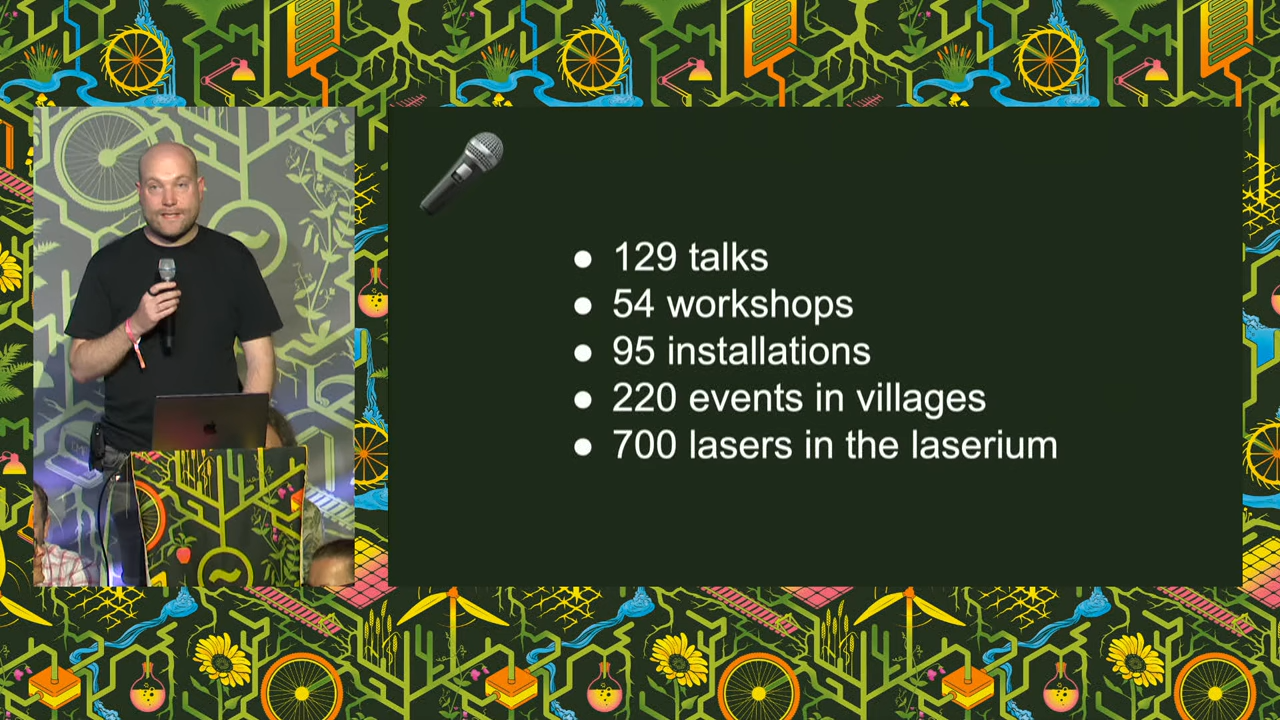 ● 129 talks
● 54 workshops
● 95 installations
● 220 events in villages
● 700 lasers in the laserium